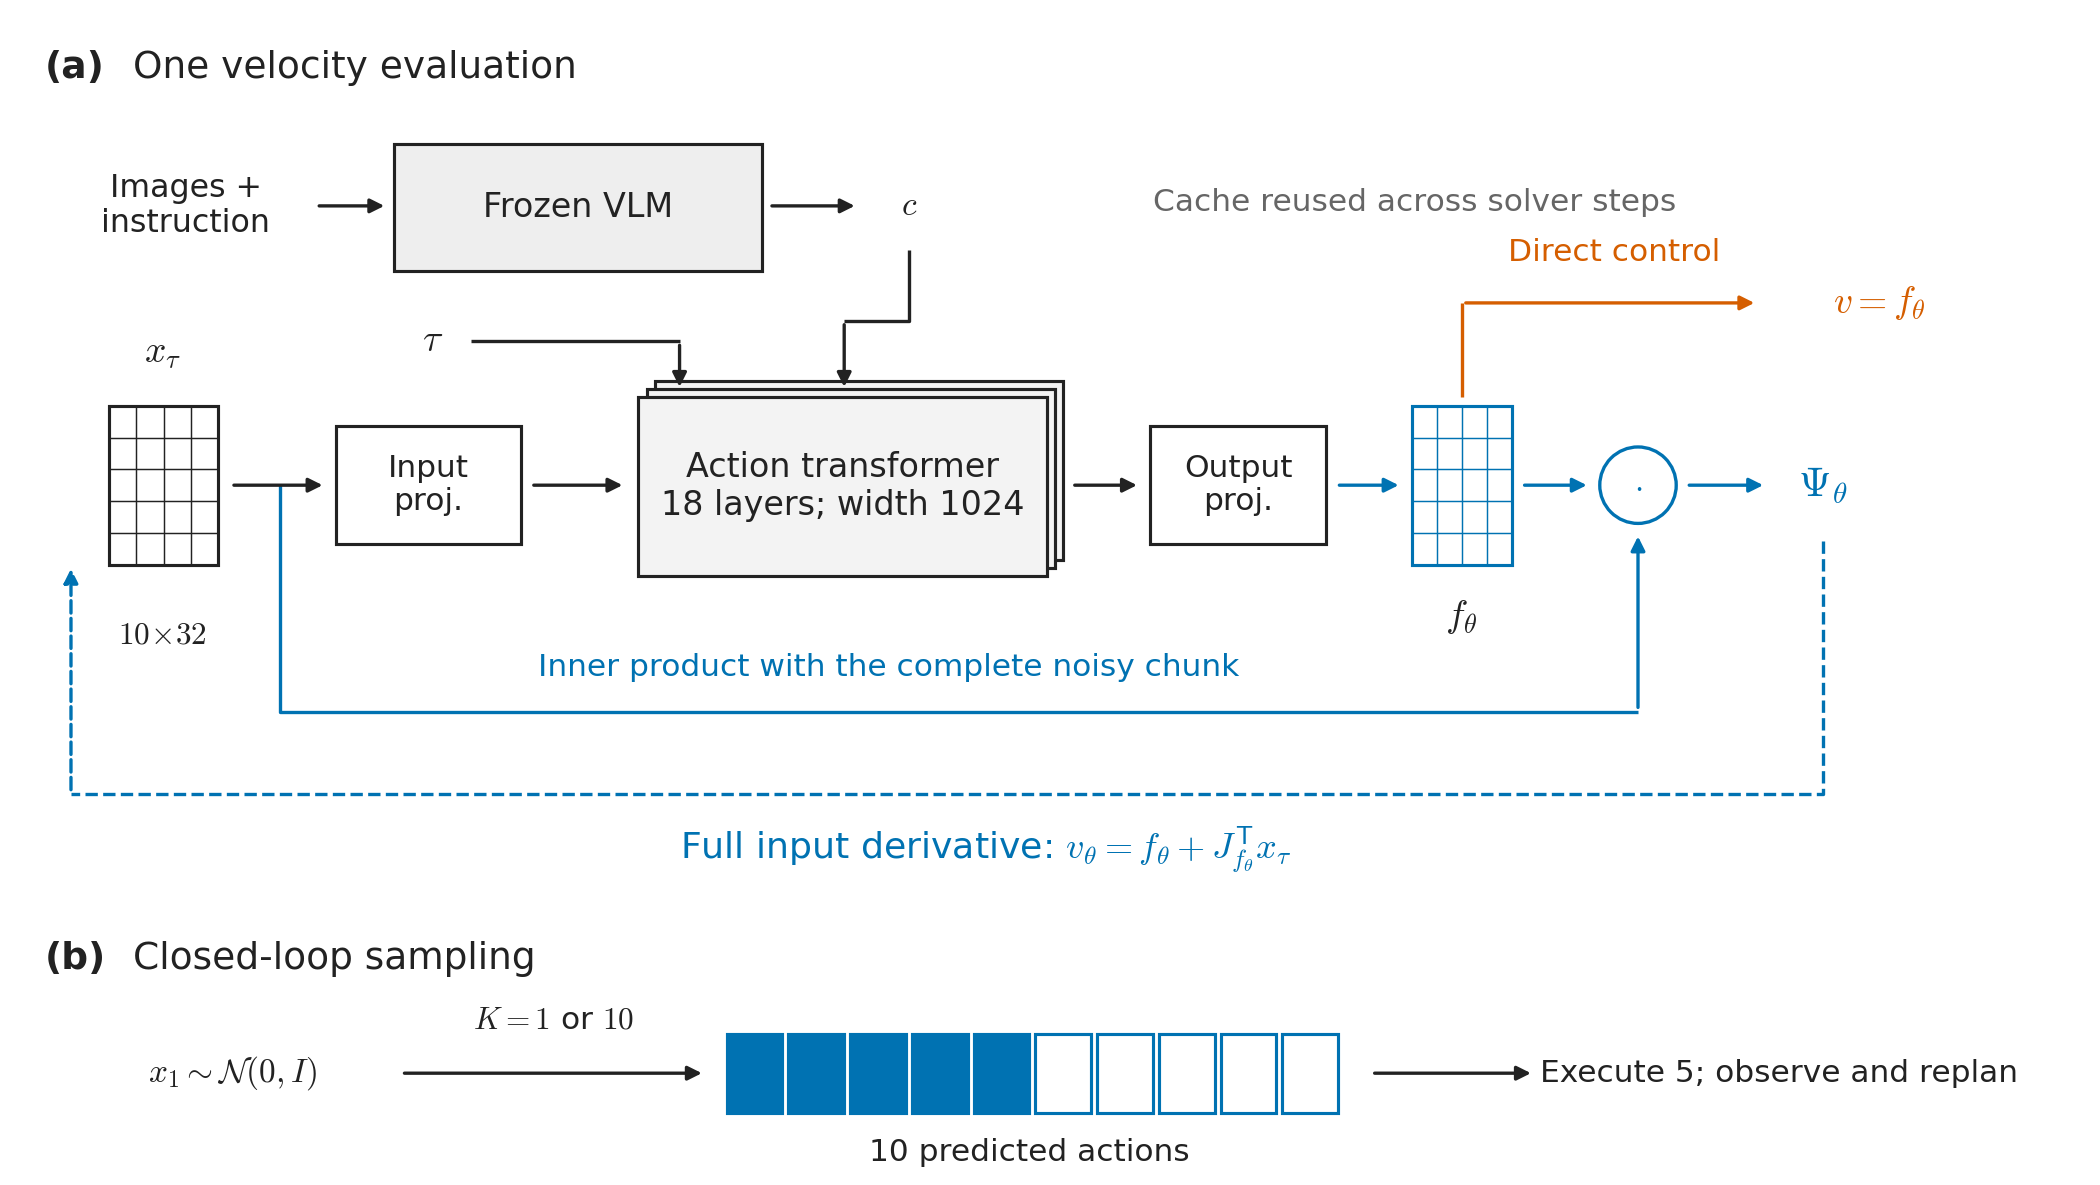 (a) One velocity evaluation
Images +
instruction
Frozen VLM
c
Cache reused across solver steps
Direct control
v = f_θ
τ
x_τ
Input
proj.
Action transformer
18 layers; width 1024
Output
proj.
·
Ψ_θ
f_θ
10×32
Inner product with the complete noisy chunk
Full input derivative: v_θ = f_θ + J_{f_θ}^T x_τ
(b) Closed-loop sampling
K = 1 or 10
x_1 ∼ 𝒩(0, I)
Execute 5; observe and replan
10 predicted actions